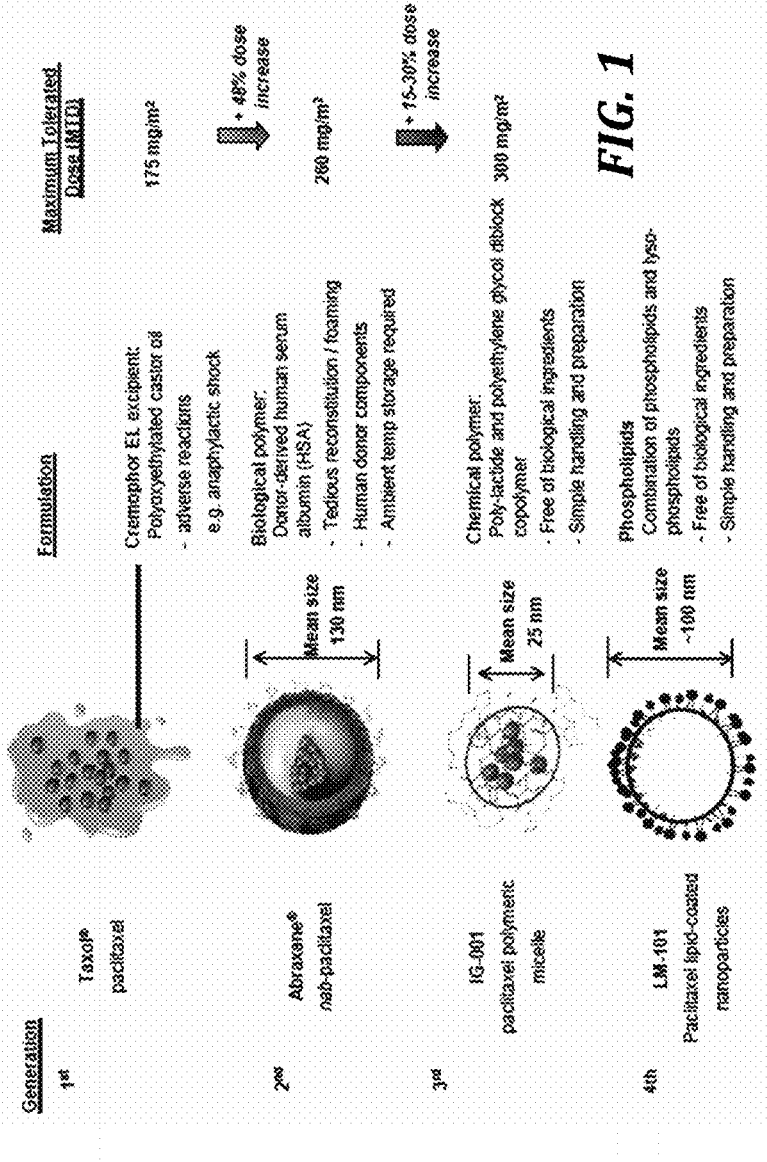 Generation
Formulation
Maximum Tolerated
Dose (MTD)
1st
Taxol®
paclitaxel
Cremophor EL excipient:
Polyoxyethylated castor oil
- adverse reactions
e.g. anaphylactic shock
175 mg/m²
+ 48% dose
increase
2nd
Abraxane®
nab-paclitaxel
Mean size
130 nm
Biological polymer:
Donor-derived human serum
albumin (HSA)
- Tedious reconstitution / foaming
- Human donor components
- Ambient temp storage required
260 mg/m²
+ 15-30% dose
increase
3rd
IG-001
paclitaxel polymeric
micelle
Mean size
25 nm
Chemical polymer:
Poly-lactide and polyethylene glycol diblock
copolymer
- Free of biological ingredients
- Simple handling and preparation
300 mg/m²
4th
LM-101
Paclitaxel lipid-coated
nanoparticles
Mean size
~100 nm
Phospholipids
Combination of phospholipids and lyso-
phospholipids
- Free of biological ingredients
- Simple handling and preparation
FIG. 1